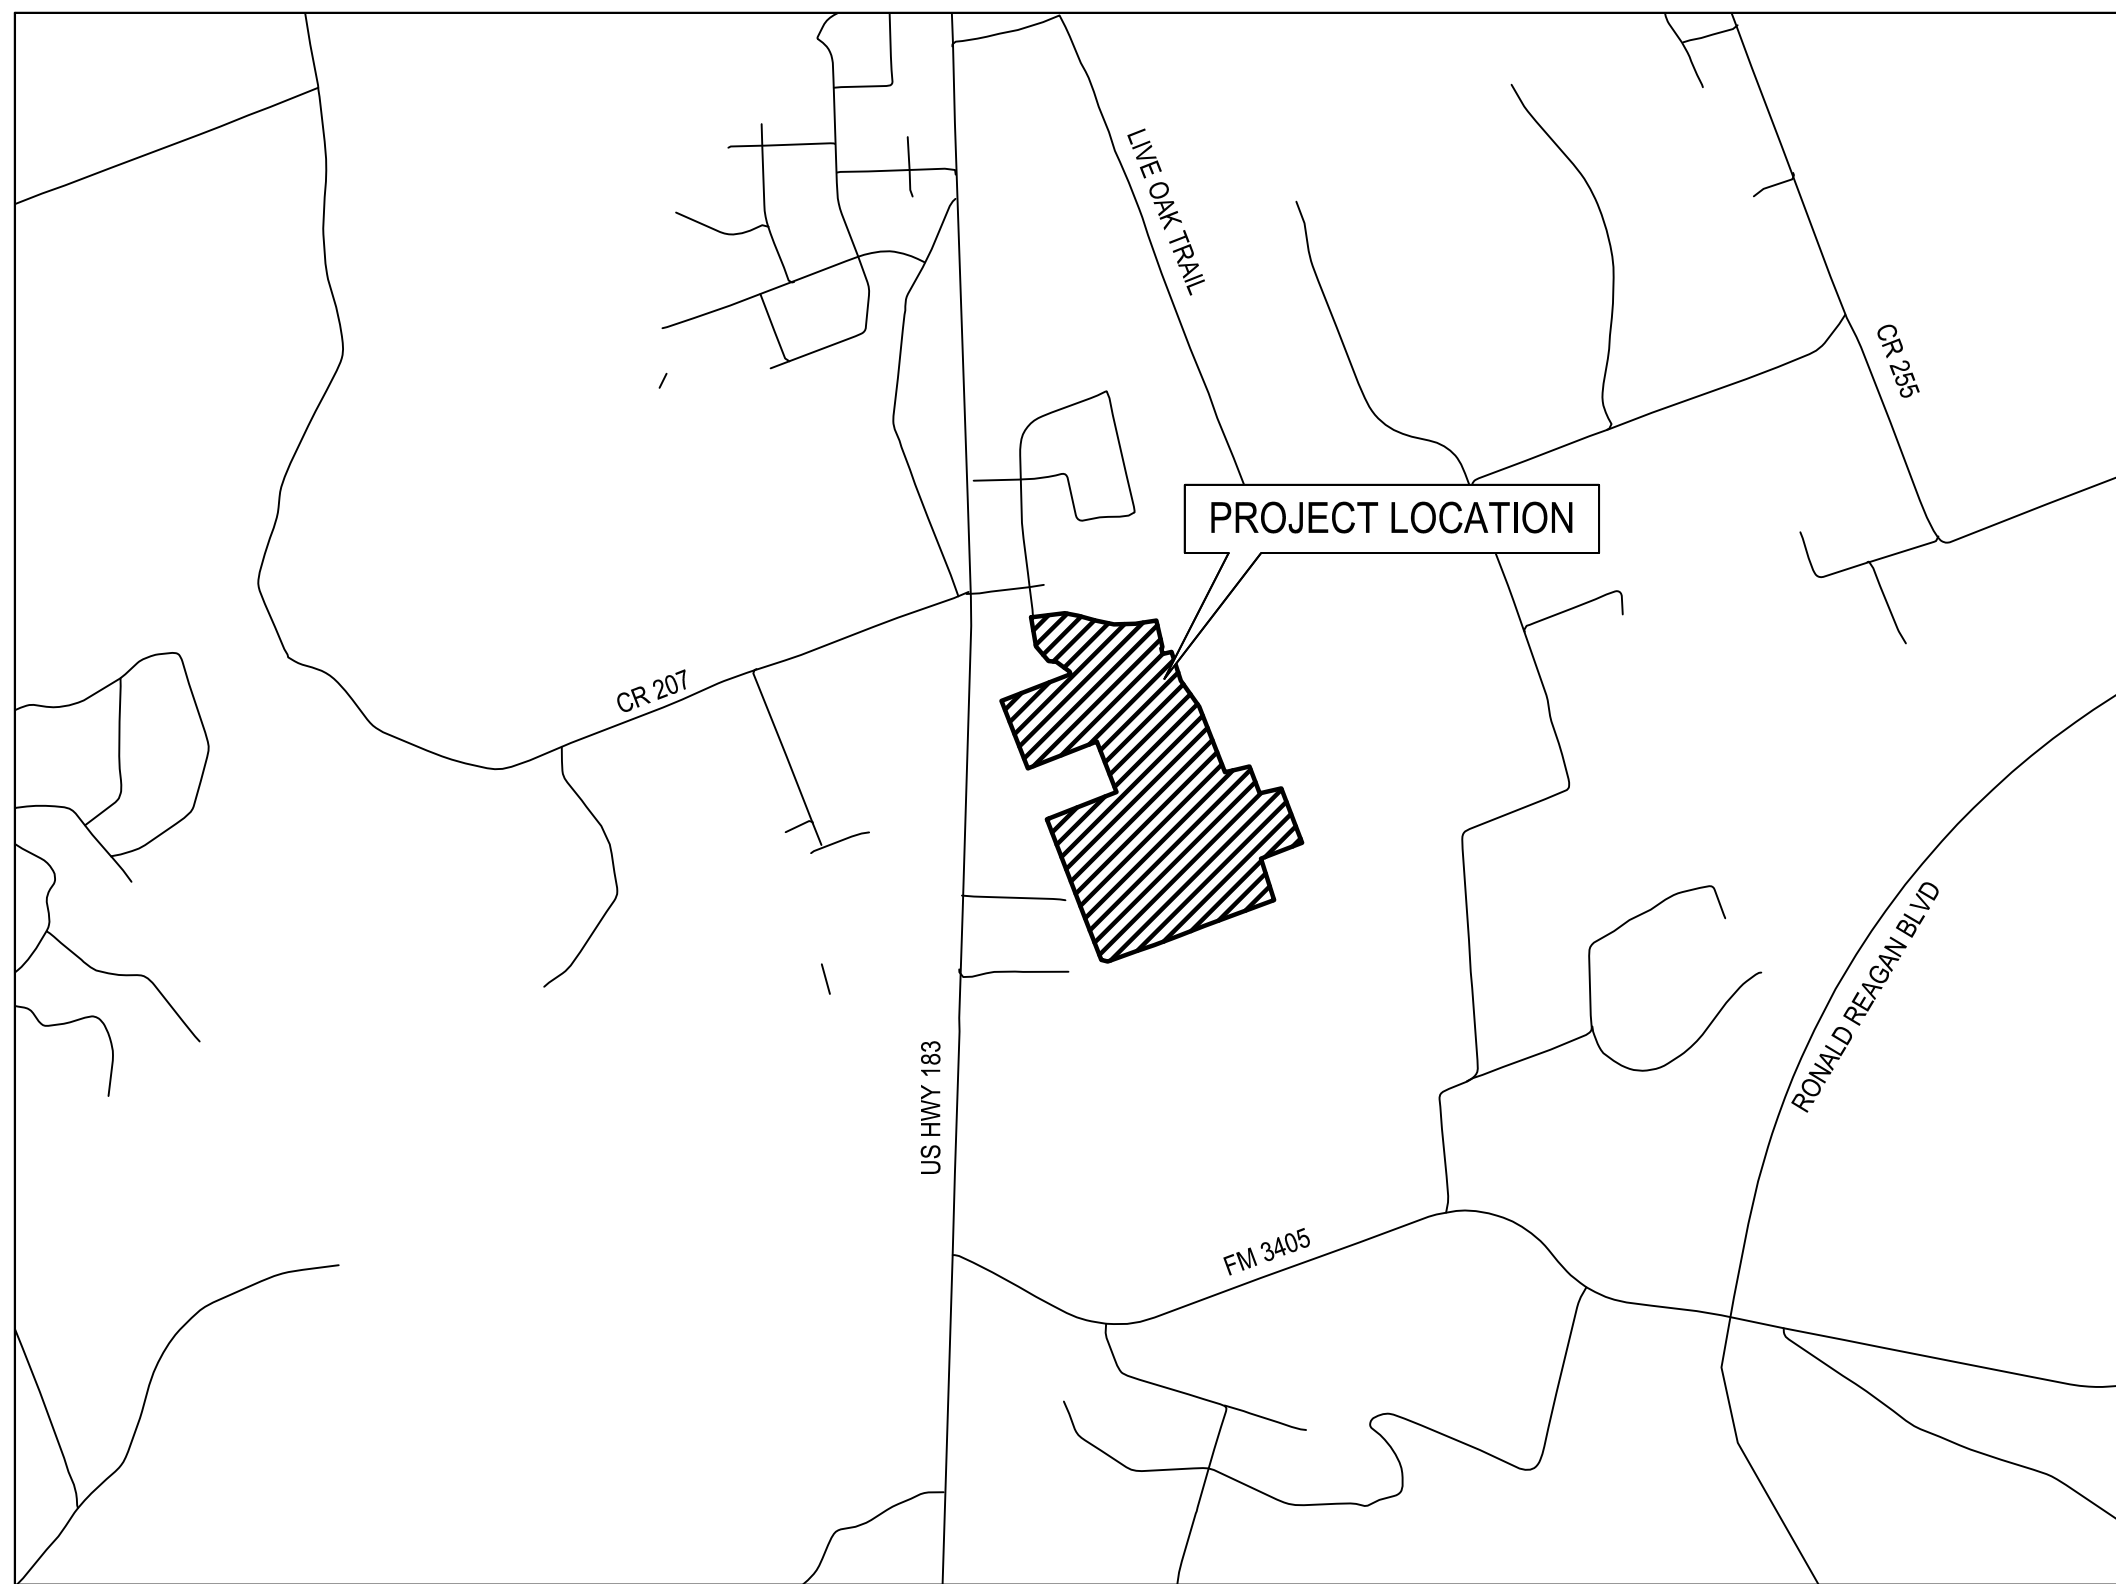 LIVE OAK TRAIL
CR 255
PROJECT LOCATION
CR 207
RONALD REAGAN BLVD
US HWY 183
FM 3405